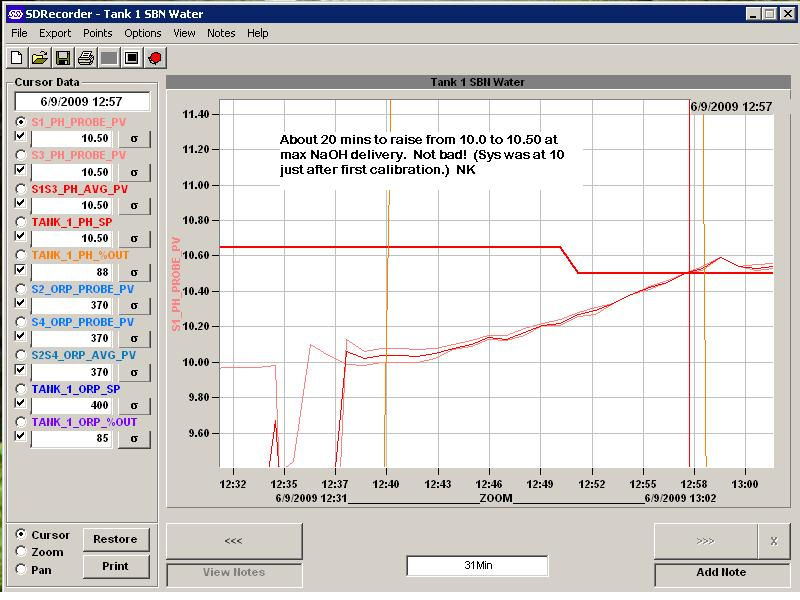 SDRecorder - Tank 1 SBN Water
File Export Points Options View Notes Help
Cursor Data
6/9/2009 12:57
S1_PH_PROBE_PV
10.50 σ
S3_PH_PROBE_PV
10.50 σ
S1S3_PH_AVG_PV
10.50 σ
TANK_1_PH_SP
10.50 σ
TANK_1_PH_%OUT
88 σ
S2_ORP_PROBE_PV
370 σ
S4_ORP_PROBE_PV
370 σ
S2S4_ORP_AVG_PV
370 σ
TANK_1_ORP_SP
400 σ
TANK_1_ORP_%OUT
85 σ
Cursor
Zoom
Pan
Restore
Print
Tank 1 SBN Water
6/9/2009 12:57
About 20 mins to raise from 10.0 to 10.50 at
max NaOH delivery. Not bad! (Sys was at 10
just after first calibration.) NK
S1_PH_PROBE_PV
11.40
11.20
11.00
10.80
10.60
10.40
10.20
10.00
9.80
9.60
12:32 12:35 12:37 12:40 12:43 12:46 12:49 12:52 12:55 12:58 13:00
6/9/2009 12:31 ZOOM 6/9/2009 13:02
<<<
>>>
X
View Notes
31Min
Add Note